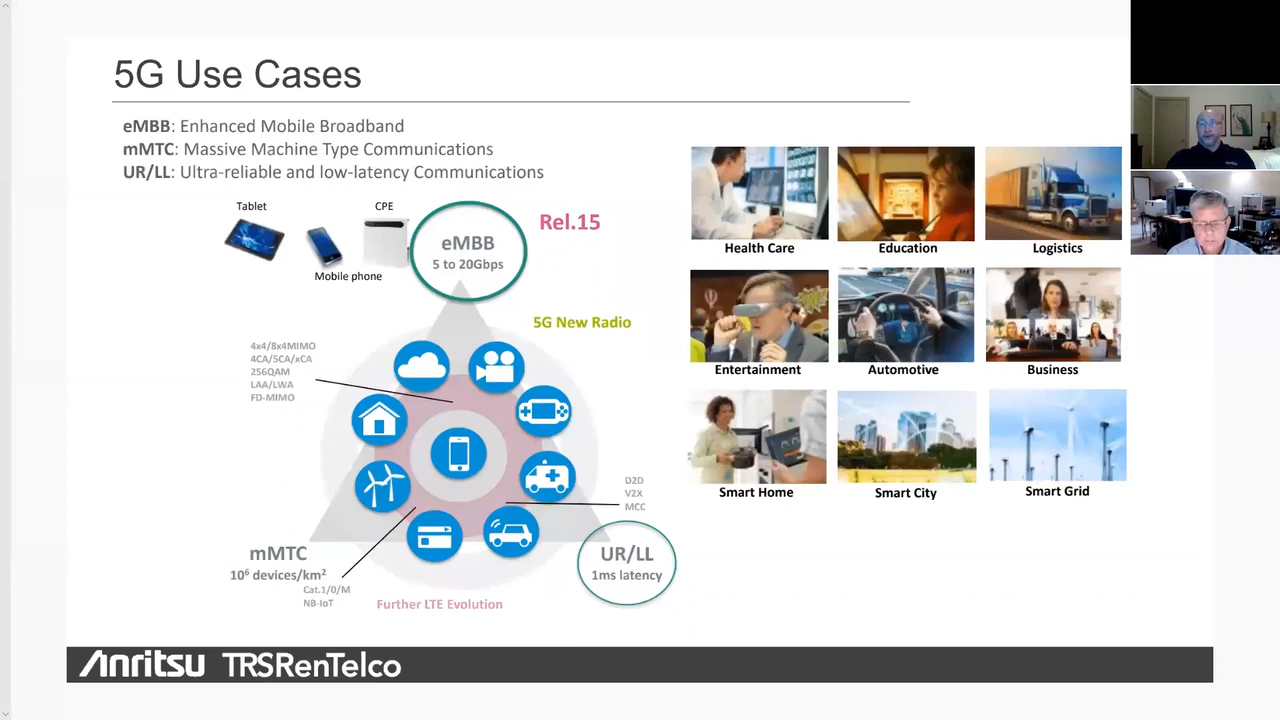 5G Use Cases
eMBB: Enhanced Mobile Broadband
mMTC: Massive Machine Type Communications
UR/LL: Ultra-reliable and low-latency Communications
Tablet
CPE
Mobile phone
eMBB
5 to 20Gbps
Rel.15
5G New Radio
4x4/8x4MIMO
4CA/5CA/xCA
256QAM
LAA/LWA
FD-MIMO
D2D
V2X
MCC
mMTC
10⁶ devices/km²
Cat.1/0/M
NB-IoT
UR/LL
1ms latency
Further LTE Evolution
Health Care
Education
Logistics
Entertainment
Automotive
Business
Smart Home
Smart City
Smart Grid
Anritsu TRSRenTelco